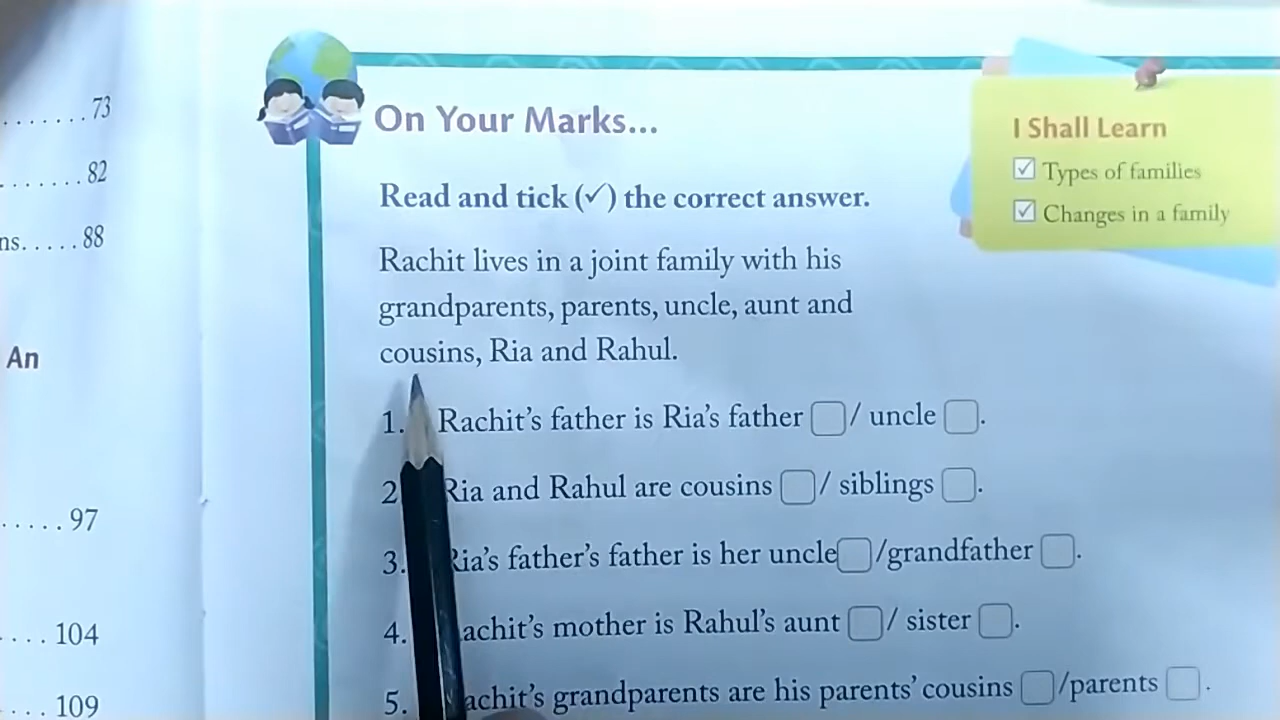 .......73
.......82
ns.....88
An
.....97
....104
...109
On Your Marks...
Read and tick (✓) the correct answer.
Rachit lives in a joint family with his
grandparents, parents, uncle, aunt and
cousins, Ria and Rahul.
1. Rachit's father is Ria's father ☐/ uncle ☐.
2 Ria and Rahul are cousins ☐/ siblings ☐.
3. Ria's father's father is her uncle☐/grandfather ☐.
4. achit's mother is Rahul's aunt ☐/ sister ☐.
5. achit's grandparents are his parents' cousins ☐/parents ☐.
I Shall Learn
☑ Types of families
☑ Changes in a family